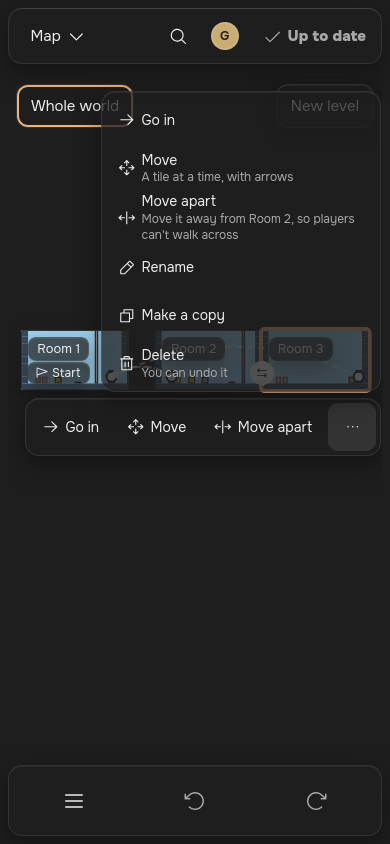 Map
G
Up to date
Whole world
New level
Go in
Move
A tile at a time, with arrows
Move apart
Move it away from Room 2, so players
can't walk across
Rename
Make a copy
Delete
You can undo it
Room 1
Room 2
Room 3
Start
Go in
Move
Move apart
...